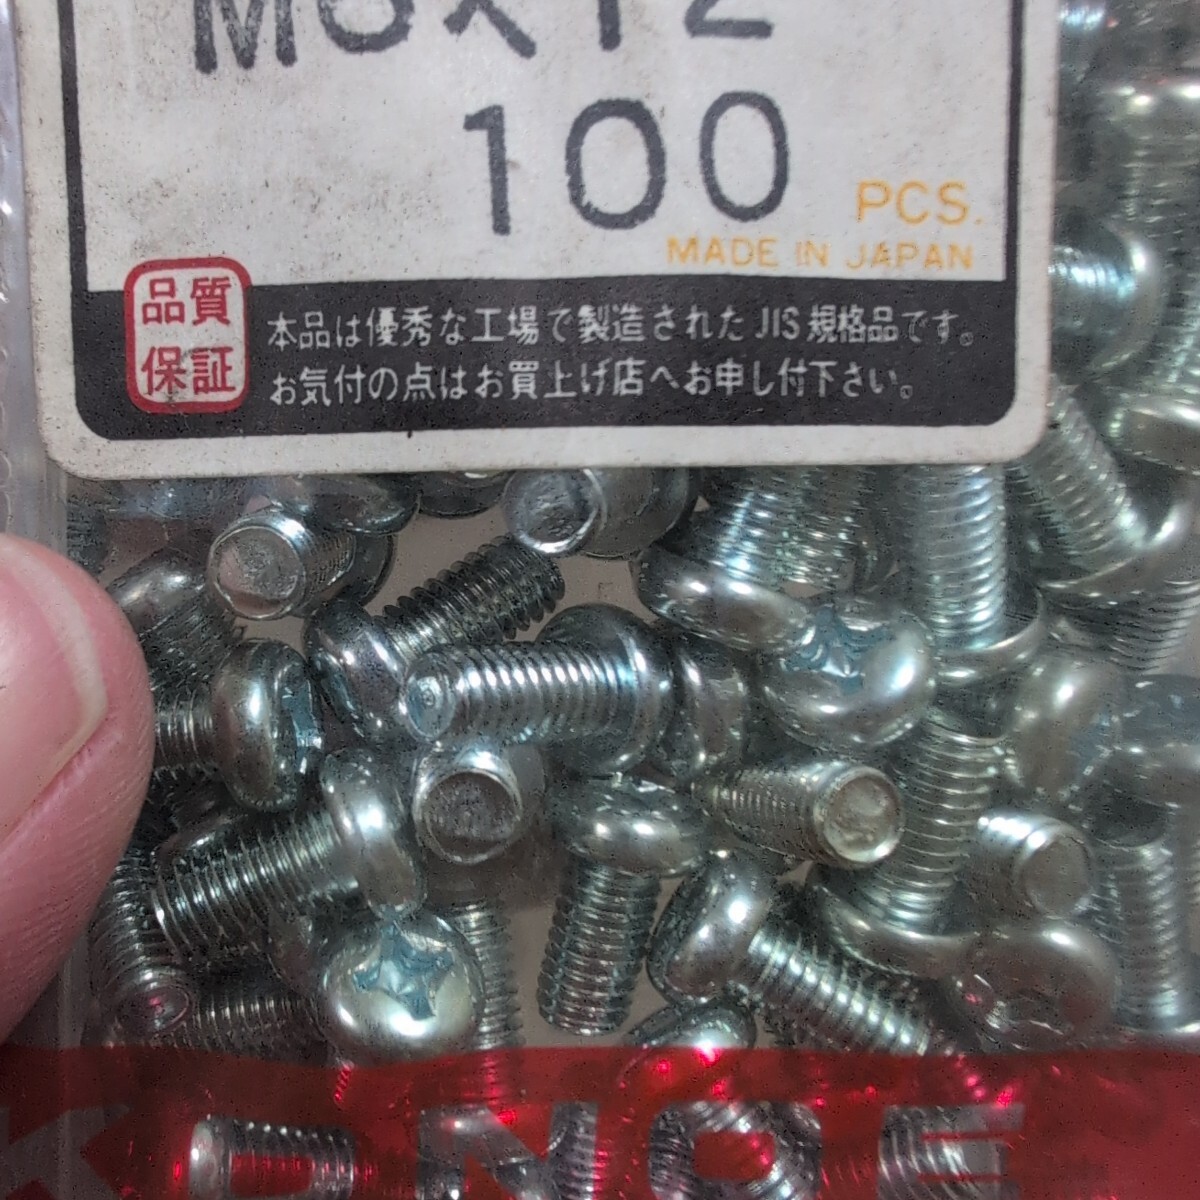 100
PCS.
MADE IN JAPAN
品質
保証
本品は優秀な工場で製造されたJIS規格品です。
お気付の点はお買上げ店へお申し付下さい。
KONOE